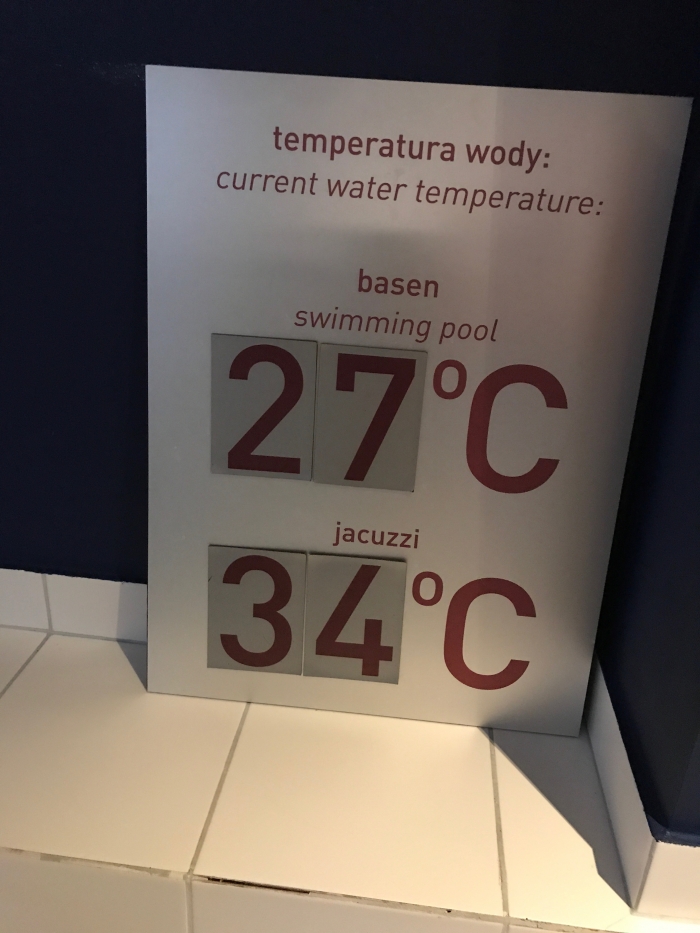 temperatura wody:
current water temperature:
basen
swimming pool
27°C
jacuzzi
34°C